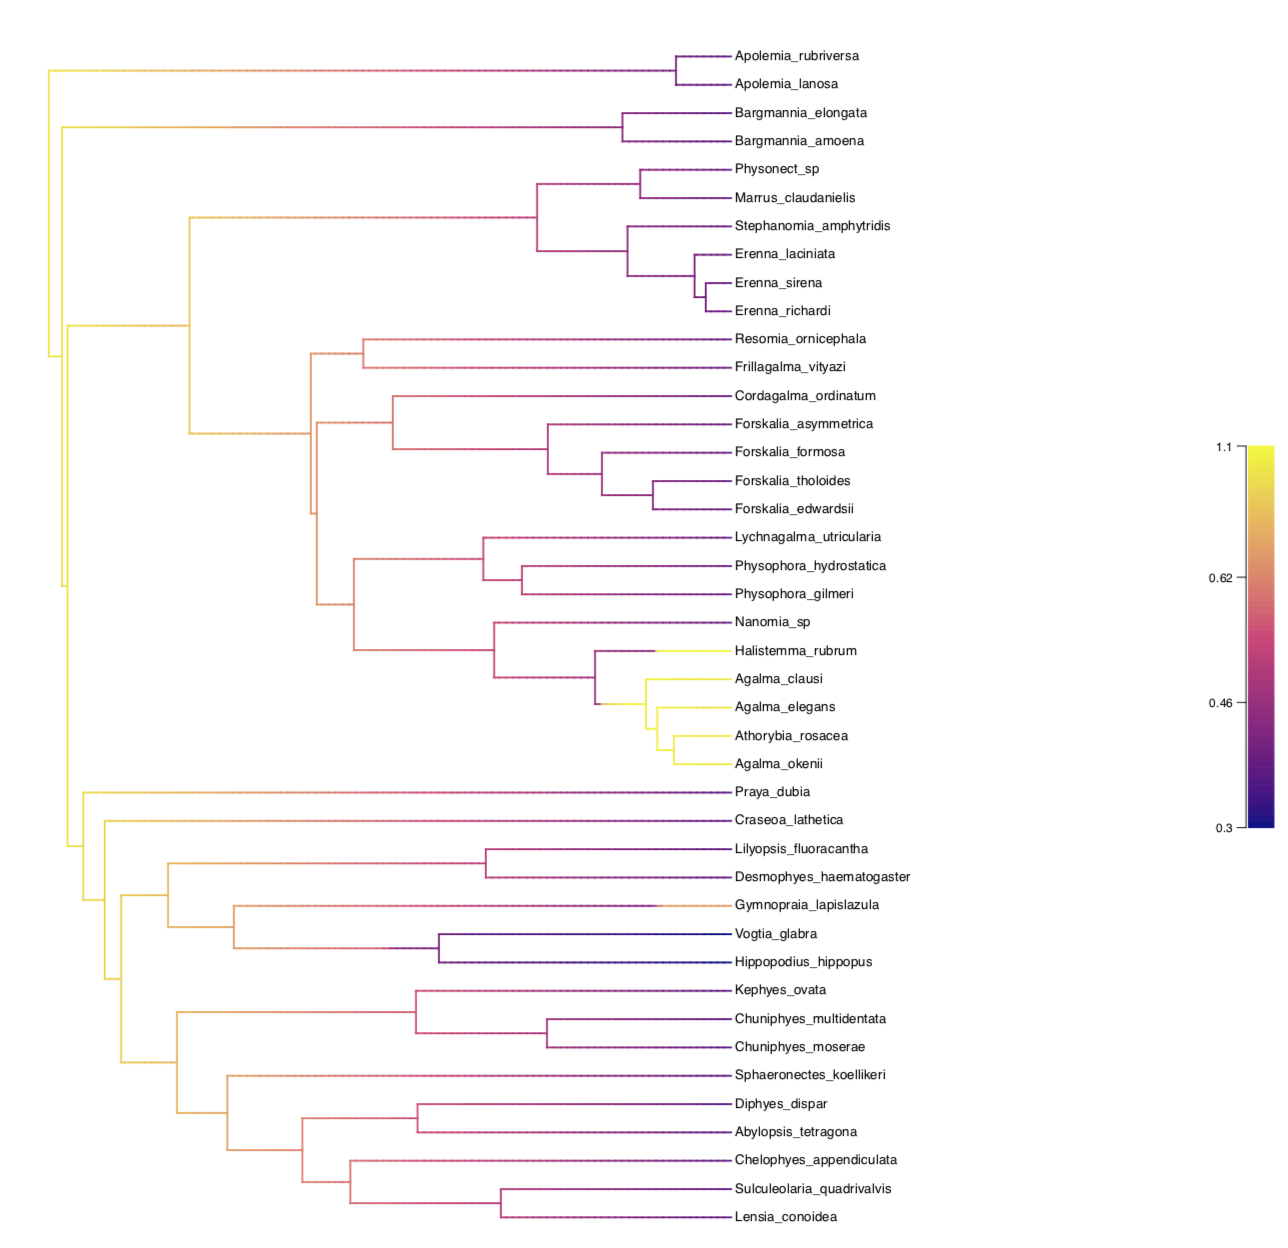 Apolemia_rubriversa
Apolemia_lanosa
Bargmannia_elongata
Bargmannia_amoena
Physonect_sp
Marrus_claudanielis
Stephanomia_amphytridis
Erenna_laciniata
Erenna_sirena
Erenna_richardi
Resomia_ornicephala
Frillagalma_vityazi
Cordagalma_ordinatum
Forskalia_asymmetrica
Forskalia_formosa
Forskalia_tholoides
Forskalia_edwardsii
Lychnagalma_utricularia
Physophora_hydrostatica
Physophora_gilmeri
Nanomia_sp
Halistemma_rubrum
Agalma_clausi
Agalma_elegans
Athorybia_rosacea
Agalma_okenii
Praya_dubia
Craseoa_lathetica
Lilyopsis_fluoracantha
Desmophyes_haematogaster
Gymnopraia_lapislazula
Vogtia_glabra
Hippopodius_hippopus
Kephyes_ovata
Chuniphyes_multidentata
Chuniphyes_moserae
Sphaeronectes_koellikeri
Diphyes_dispar
Abylopsis_tetragona
Chelophyes_appendiculata
Sulculeolaria_quadrivalvis
Lensia_conoidea
1.1
0.62
0.46
0.3